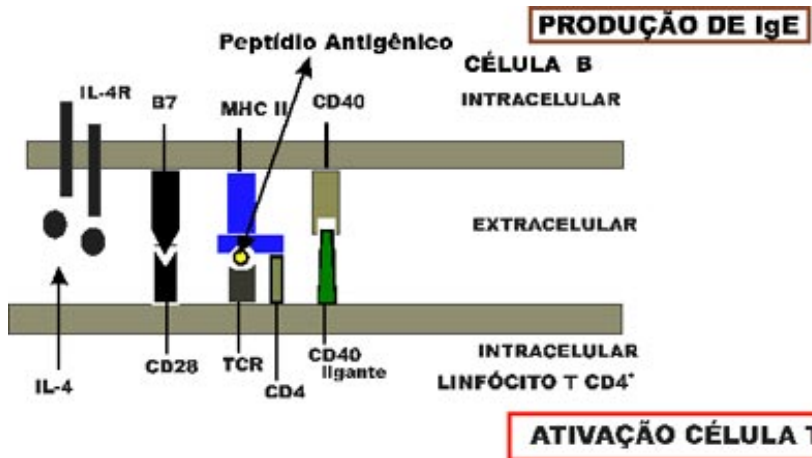 PRODUÇÃO DE IgE
Peptídio Antigênico
CÉLULA B
IL-4R
B7
MHC II
CD40
INTRACELULAR
EXTRACELULAR
INTRACELULAR
IL-4
CD28
TCR
CD4
CD40
ligante
LINFÓCITO T CD4+
ATIVAÇÃO CÉLULA T